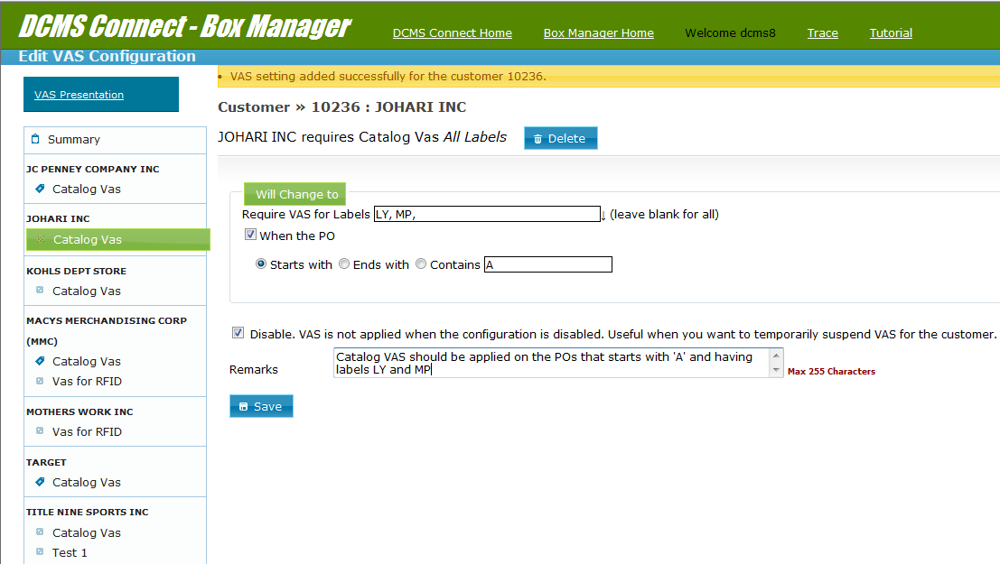 DCMS Connect - Box Manager
DCMS Connect Home
Box Manager Home
Welcome dcms8
Trace
Tutorial
Edit VAS Configuration
VAS Presentation
Summary
JC PENNEY COMPANY INC
Catalog Vas
JOHARI INC
Catalog Vas
KOHLS DEPT STORE
Catalog Vas
MACYS MERCHANDISING CORP
(MMC)
Catalog Vas
Vas for RFID
MOTHERS WORK INC
Vas for RFID
TARGET
Catalog Vas
TITLE NINE SPORTS INC
Catalog Vas
Test 1
• VAS setting added successfully for the customer 10236.
Customer » 10236 : JOHARI INC
JOHARI INC requires Catalog Vas All Labels
Delete
Will Change to
Require VAS for Labels LY, MP, ↓ (leave blank for all)
When the PO
Starts with Ends with Contains A
Disable. VAS is not applied when the configuration is disabled. Useful when you want to temporarily suspend VAS for the customer.
Remarks
Catalog VAS should be applied on the POs that starts with 'A' and having
labels LY and MP
Max 255 Characters
Save